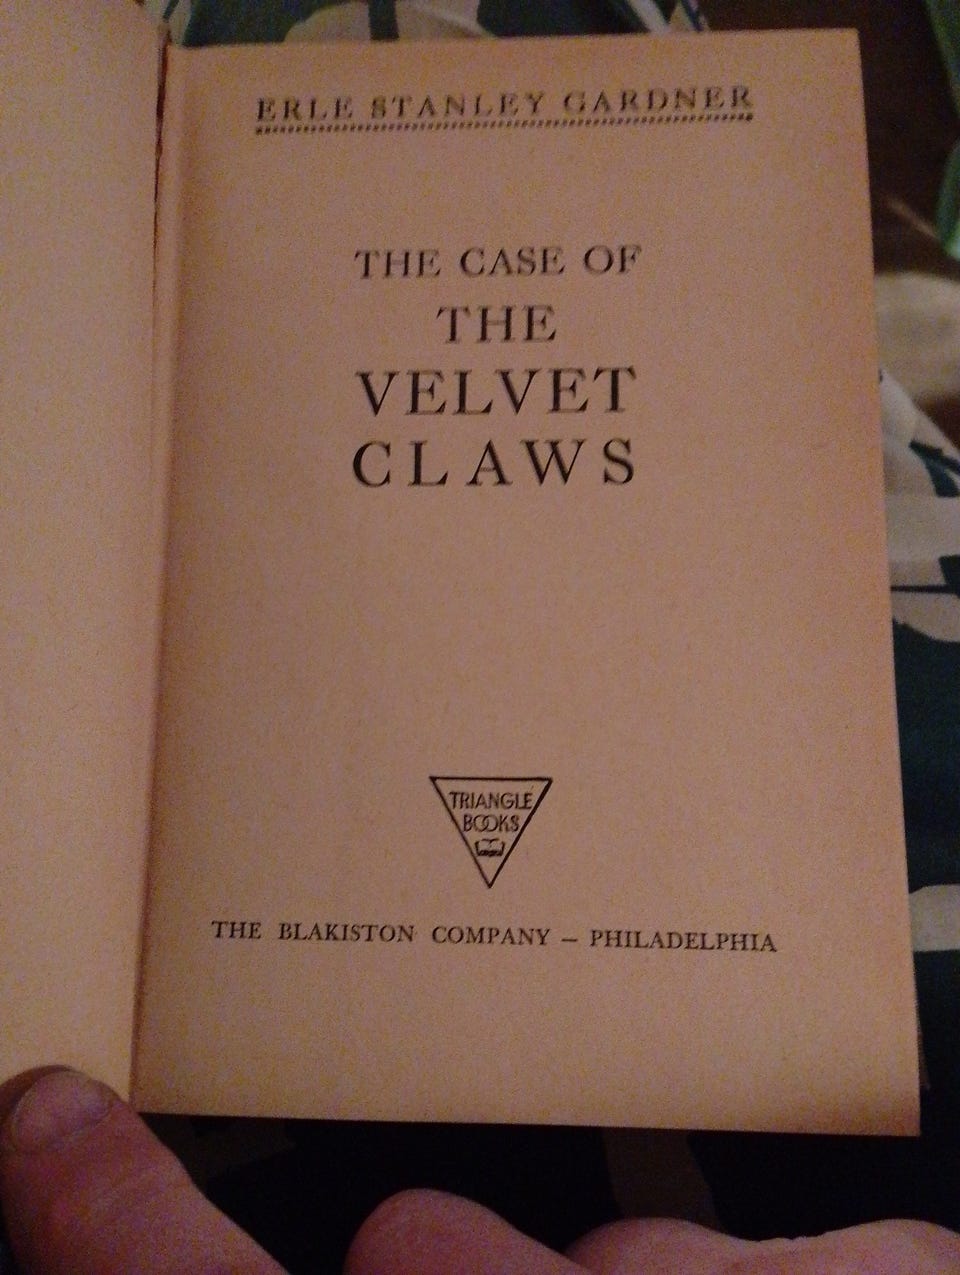 ERLE STANLEY GARDNER
THE CASE OF
THE
VELVET
CLAWS
TRIANGLE
BOOKS
THE BLAKISTON COMPANY – PHILADELPHIA